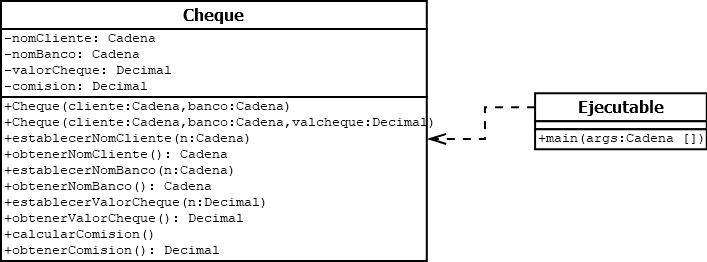 Cheque
-nomCliente: Cadena
-nomBanco: Cadena
-valorCheque: Decimal
-comision: Decimal
+Cheque(cliente:Cadena,banco:Cadena)
+Cheque(cliente:Cadena,banco:Cadena,valcheque:Decimal)
+establecerNomCliente(n:Cadena)
+obtenerNomCliente(): Cadena
+establecerNomBanco(n:Cadena)
+obtenerNomBanco(): Cadena
+establecerValorCheque(n:Decimal)
+obtenerValorCheque(): Decimal
+calcularComision()
+obtenerComision(): Decimal
Ejecutable
+main(args:Cadena [])